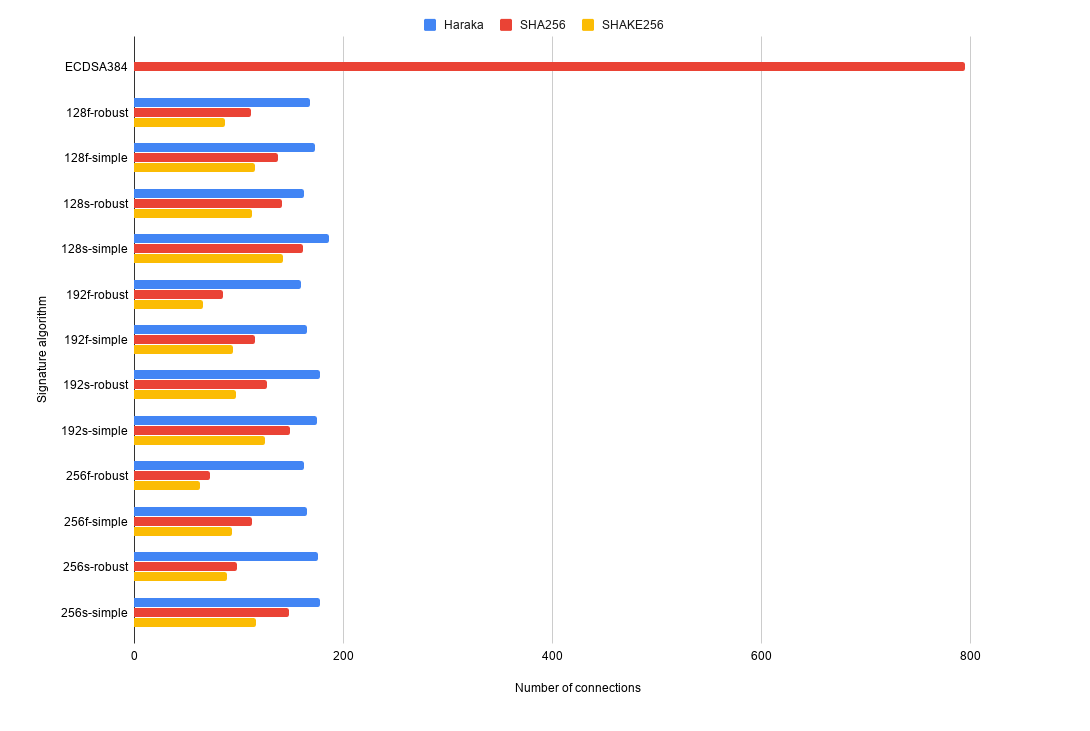 Haraka SHA256 SHAKE256
Signature algorithm
ECDSA384
128f-robust
128f-simple
128s-robust
128s-simple
192f-robust
192f-simple
192s-robust
192s-simple
256f-robust
256f-simple
256s-robust
256s-simple
0 200 400 600 800
Number of connections